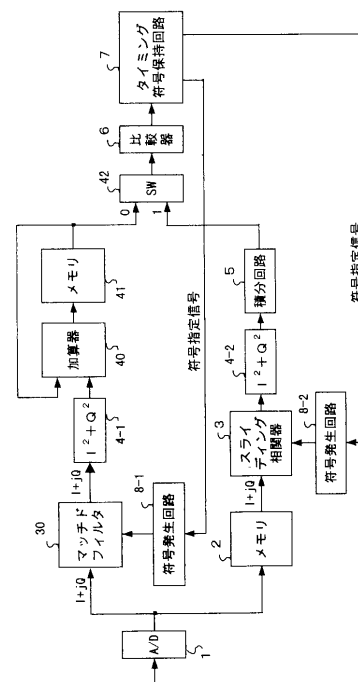 A/D
1
I+jQ
30
マッチド
フィルタ
I+jQ
4-1
I²+Q²
加算器
40
メモリ
41
8-1
符号発生回路
符号指定信号
0
1
42
SW
6
比較器
7
タイミング
符号保持回路
2
メモリ
I+jQ
3
スライ
ディング
相関器
4-2
I²+Q²
5
積分回路
8-2
符号発生回路
符号指定信号